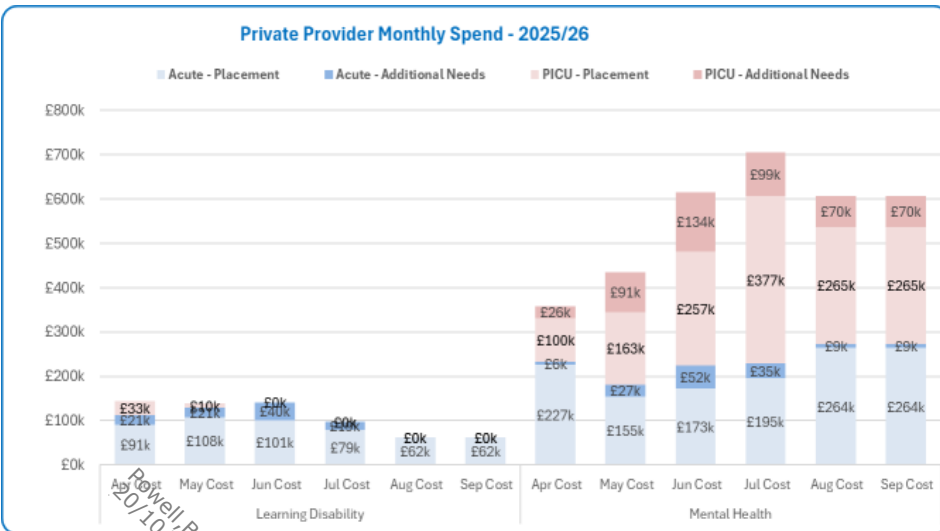 Private Provider Monthly Spend - 2025/26
Acute - Placement Acute - Additional Needs PICU - Placement PICU - Additional Needs
£800k
£700k
£600k
£500k
£400k
£300k
£200k
£100k
£0k
£33k
£21k
£91k
£10k
£21k
£108k
£0k
£40k
£101k
£0k
£79k
£0k
£62k
£0k
£62k
£26k
£100k
£6k
£227k
£91k
£163k
£27k
£155k
£134k
£257k
£52k
£173k
£99k
£377k
£35k
£195k
£70k
£265k
£9k
£264k
£70k
£265k
£9k
£264k
Apr Cost May Cost Jun Cost Jul Cost Aug Cost Sep Cost Apr Cost May Cost Jun Cost Jul Cost Aug Cost Sep Cost
Learning Disability Mental Health
Powell,
20/10